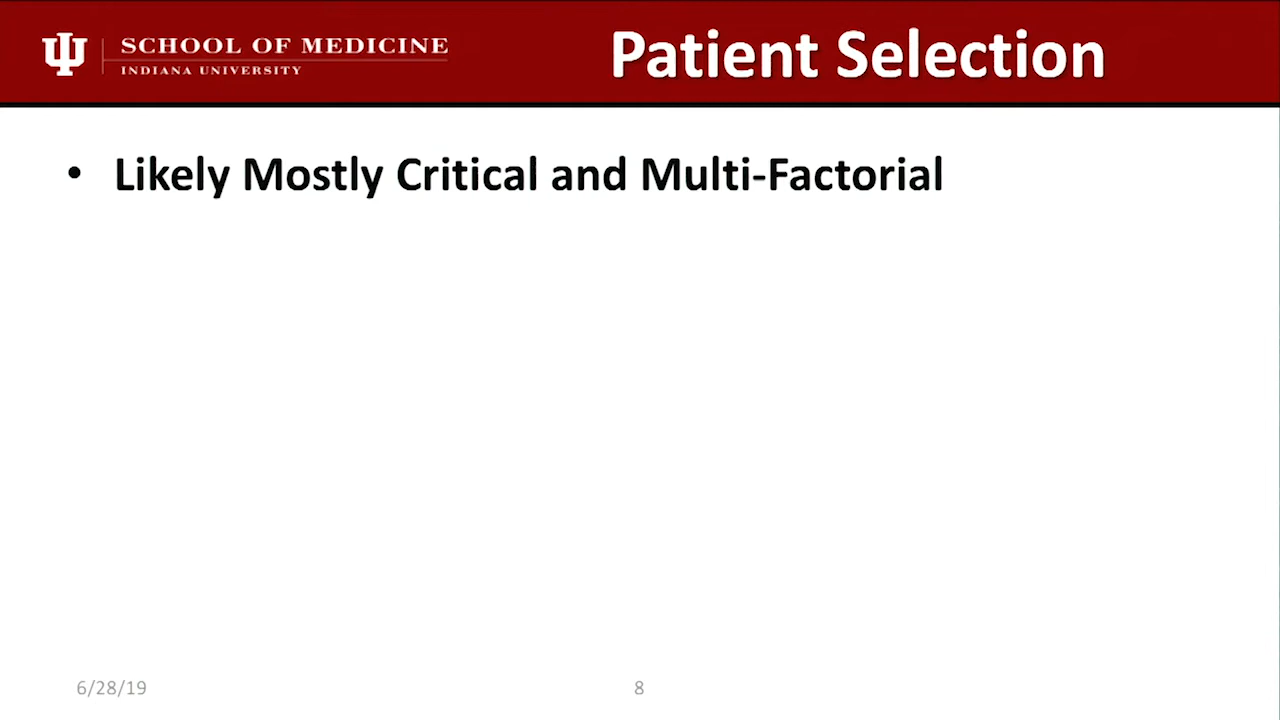 SCHOOL OF MEDICINE
INDIANA UNIVERSITY
Patient Selection
• Likely Mostly Critical and Multi-Factorial
6/28/19
8